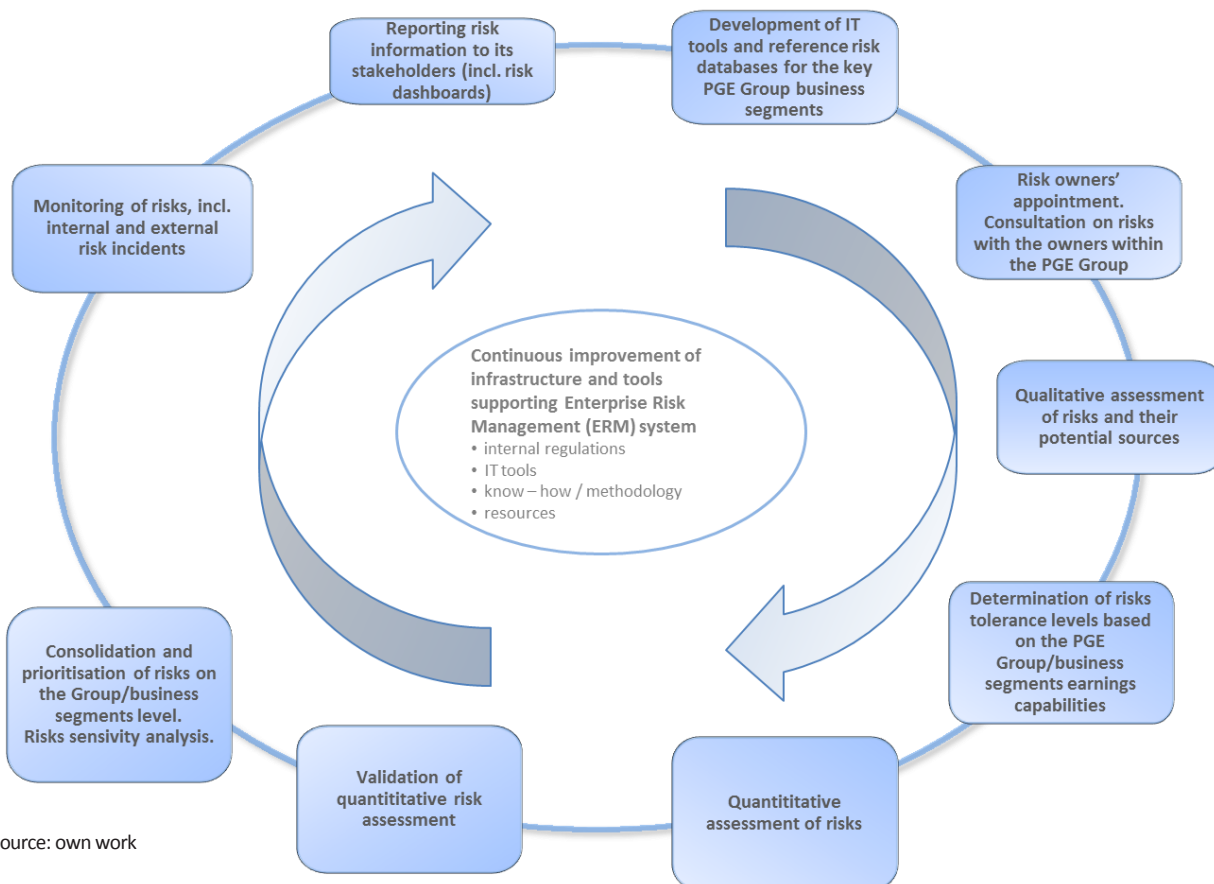 Reporting risk
information to its
stakeholders (incl. risk
dashboards)
Development of IT
tools and reference risk
databases for the key
PGE Group business
segments
Risk owners'
appointment.
Consultation on risks
with the owners within
the PGE Group
Qualitative assessment
of risks and their
potential sources
Determination of risks
tolerance levels based
on the PGE
Group/business
segments earnings
capabilities
Quantititative
assessment of risks
Validation of
quantititative risk
assessment
Consolidation and
prioritisation of risks on
the Group/business
segments level.
Risks sensivity analysis.
Monitoring of risks, incl.
internal and external
risk incidents
Continuous improvement of
infrastructure and tools
supporting Enterprise Risk
Management (ERM) system
• internal regulations
• IT tools
• know – how / methodology
• resources
ource: own work